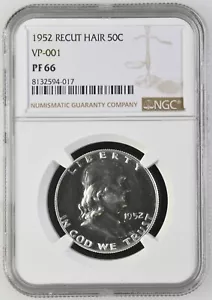 1952 RECUT HAIR 50C
VP-001
PF 66
8132594-017
NUMISMATIC GUARANTY COMPANY
NGC
LIBERTY
1952
IN GOD WE TRUST